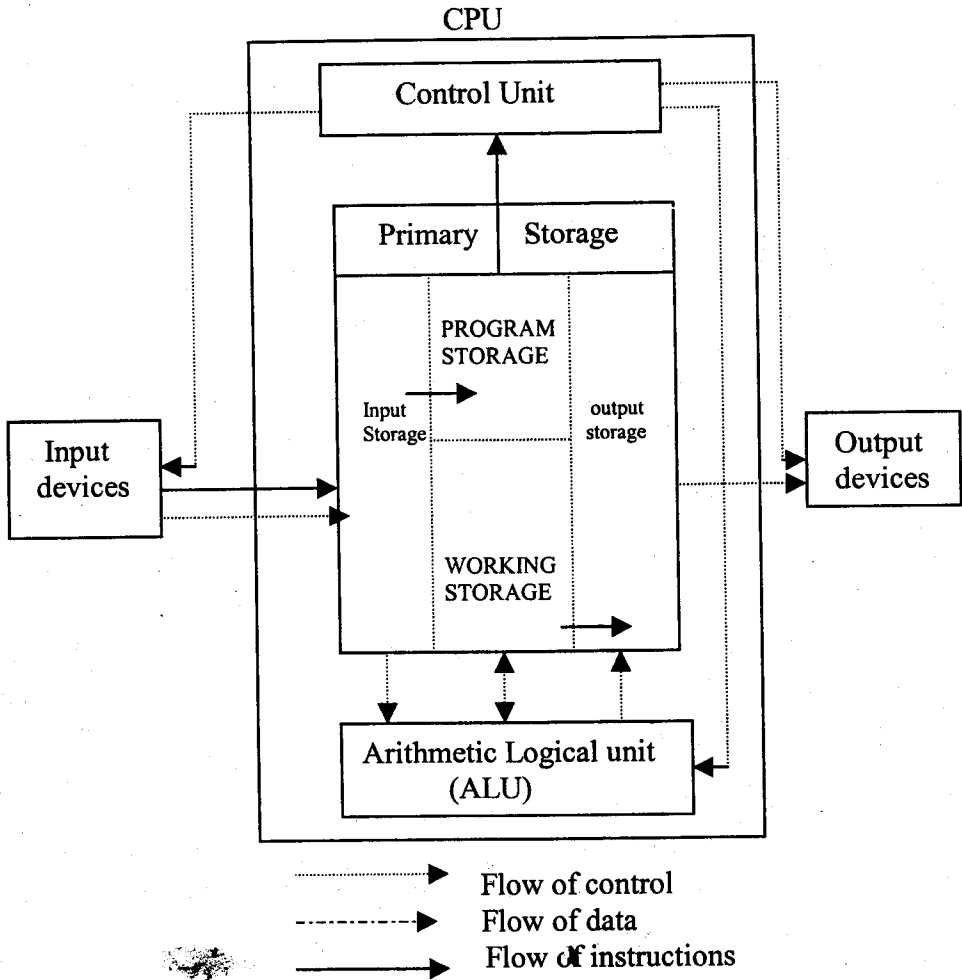 CPU
Control Unit
Primary Storage
PROGRAM
STORAGE
Input
Storage
output
storage
Input
devices
Output
devices
WORKING
STORAGE
Arithmetic Logical unit
(ALU)
Flow of control
Flow of data
Flow of instructions